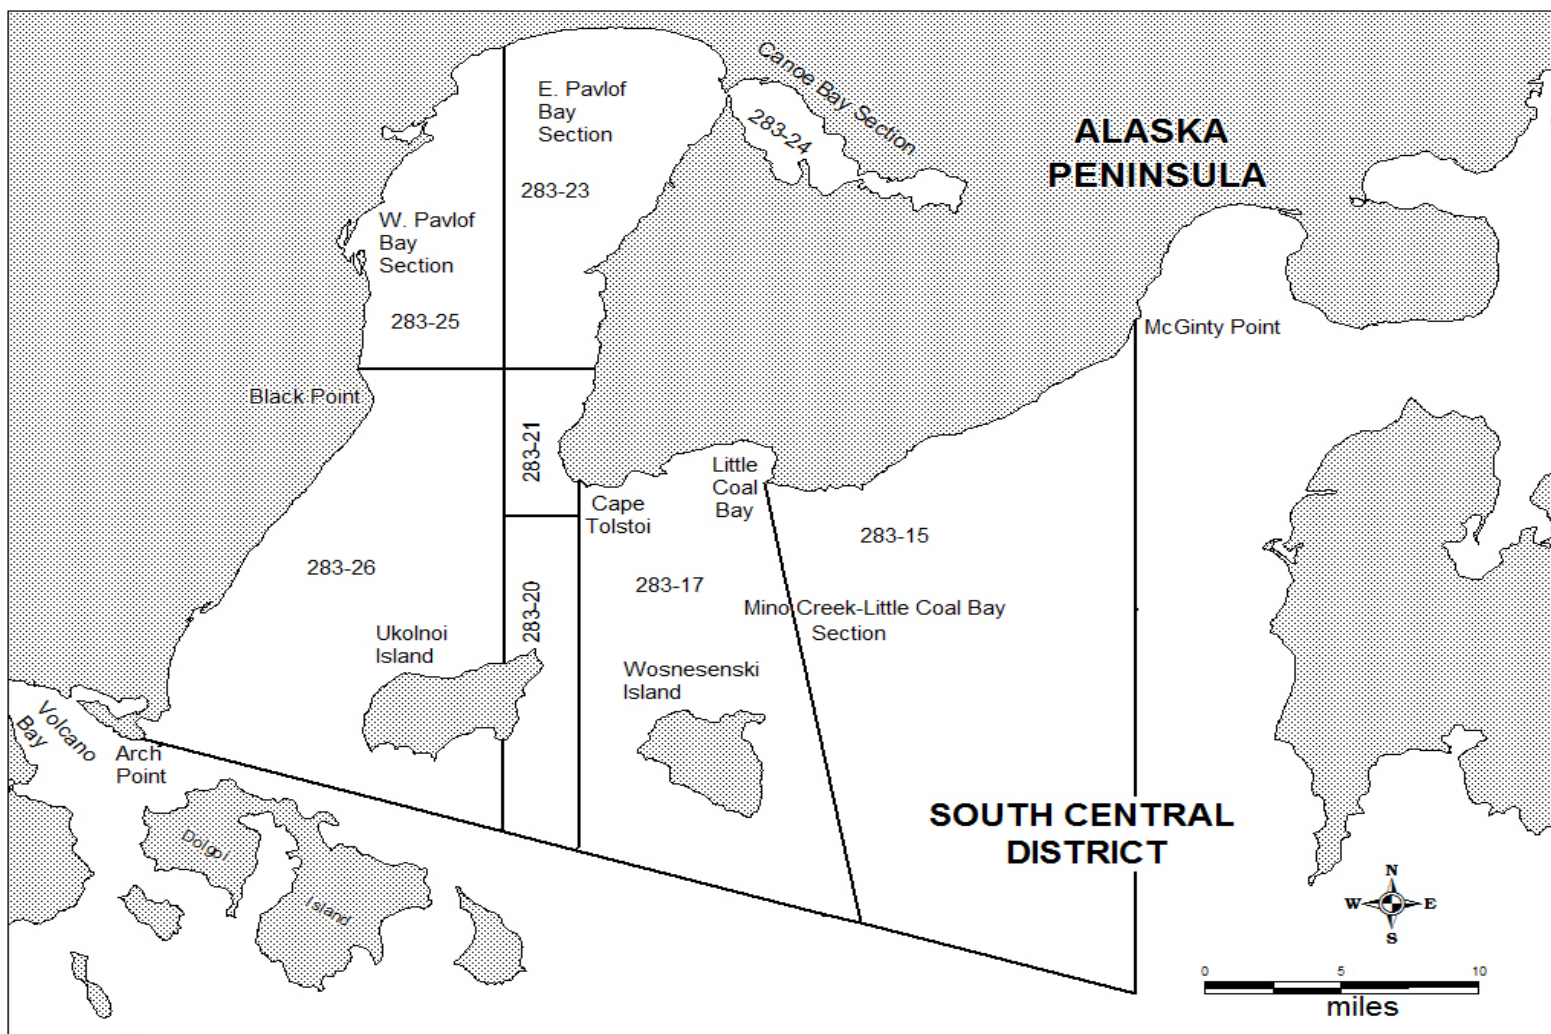 Canoe Bay Section
283-24
E. Pavlof
Bay
Section
283-23
ALASKA
PENINSULA
W. Pavlof
Bay
Section
283-25
McGinty Point
Black Point
283-21
Little
Coal
Bay
Cape
Tolstoi
283-15
283-26
283-20
283-17
Mino Creek-Little Coal Bay
Section
Ukolnoi
Island
Wosnesenski
Island
Volcano
Bay
Arch
Point
SOUTH CENTRAL
DISTRICT
Dolgoi
Island
N
W E
S
0 5 10
miles